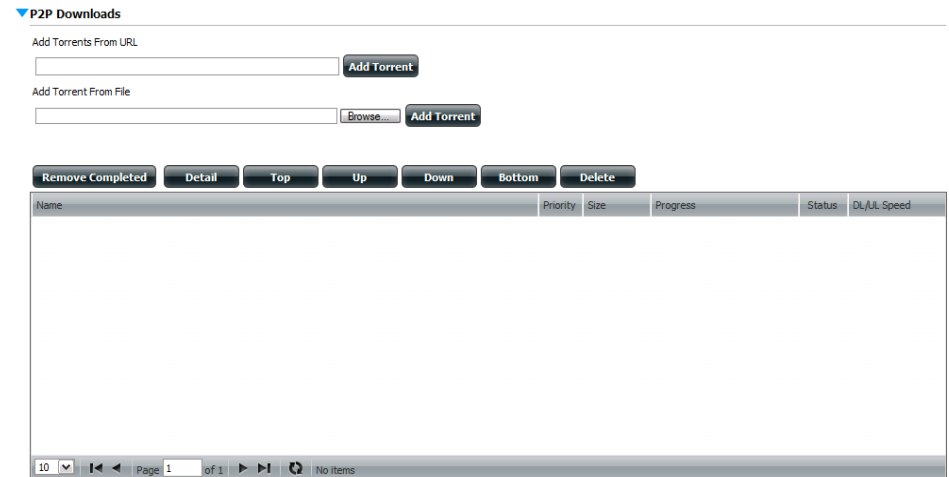 P2P Downloads
Add Torrents From URL
Add Torrent
Add Torrent From File
Browse... Add Torrent
Remove Completed Detail Top Up Down Bottom Delete
Name Priority Size Progress Status DL/UL Speed
10 Page 1 of 1 No items